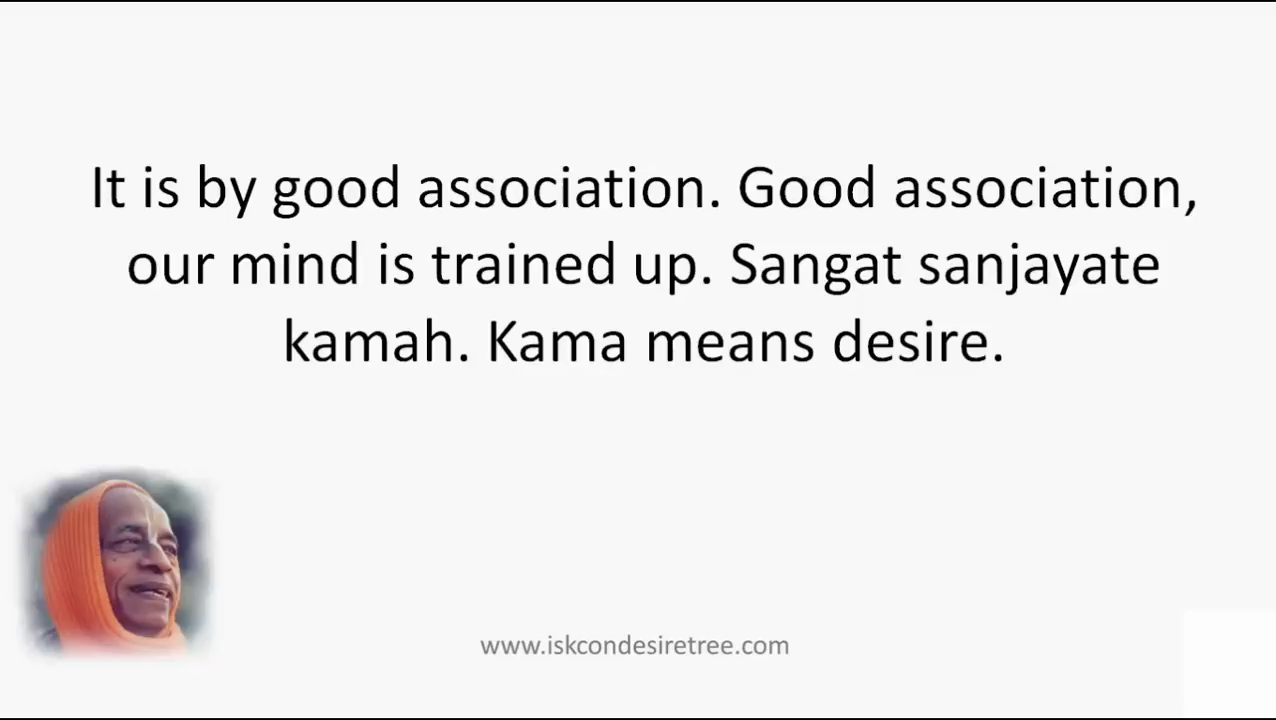 It is by good association. Good association,
our mind is trained up. Sangat sanjayate
kamah. Kama means desire.
www.iskcondesiretree.com